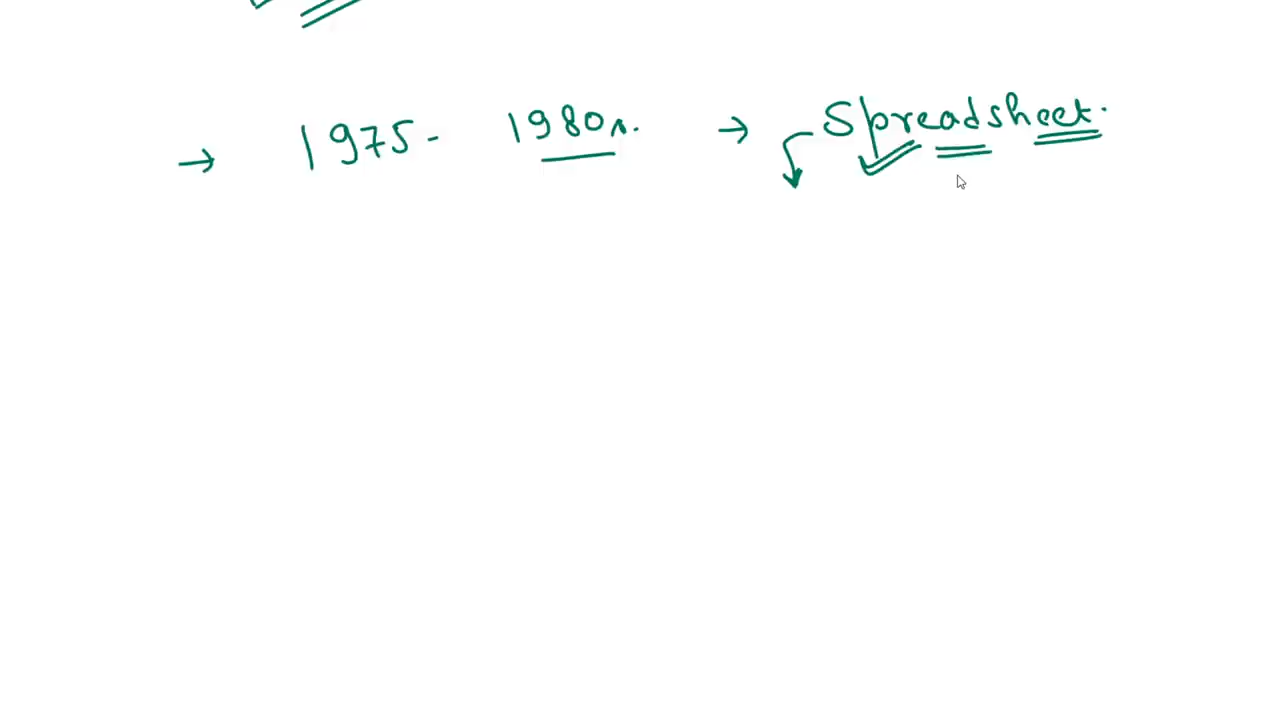 → 1975 - 1980s. → Spreadsheet.